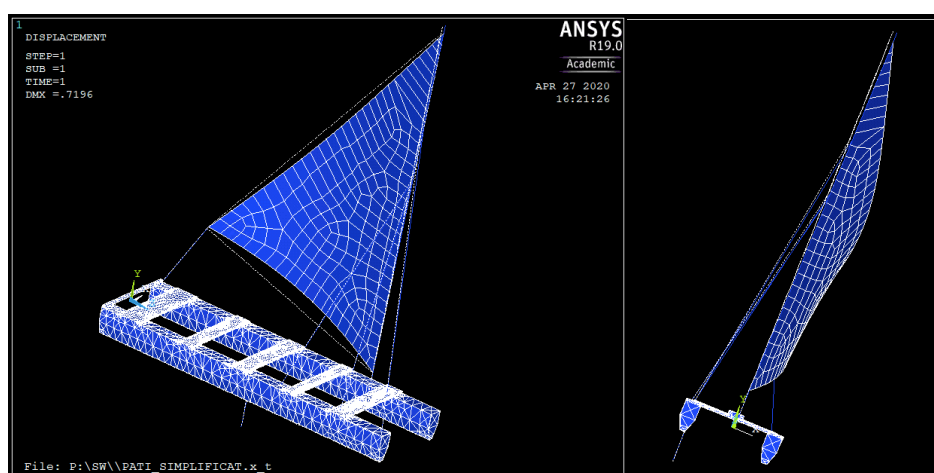 1
DISPLACEMENT
STEP=1
SUB =1
TIME=1
DMX =.7196
ANSYS
R19.0
Academic
APR 27 2020
16:21:26
Y
Y
File: P:\SW\\PATI_SIMPLIFICAT.x_t